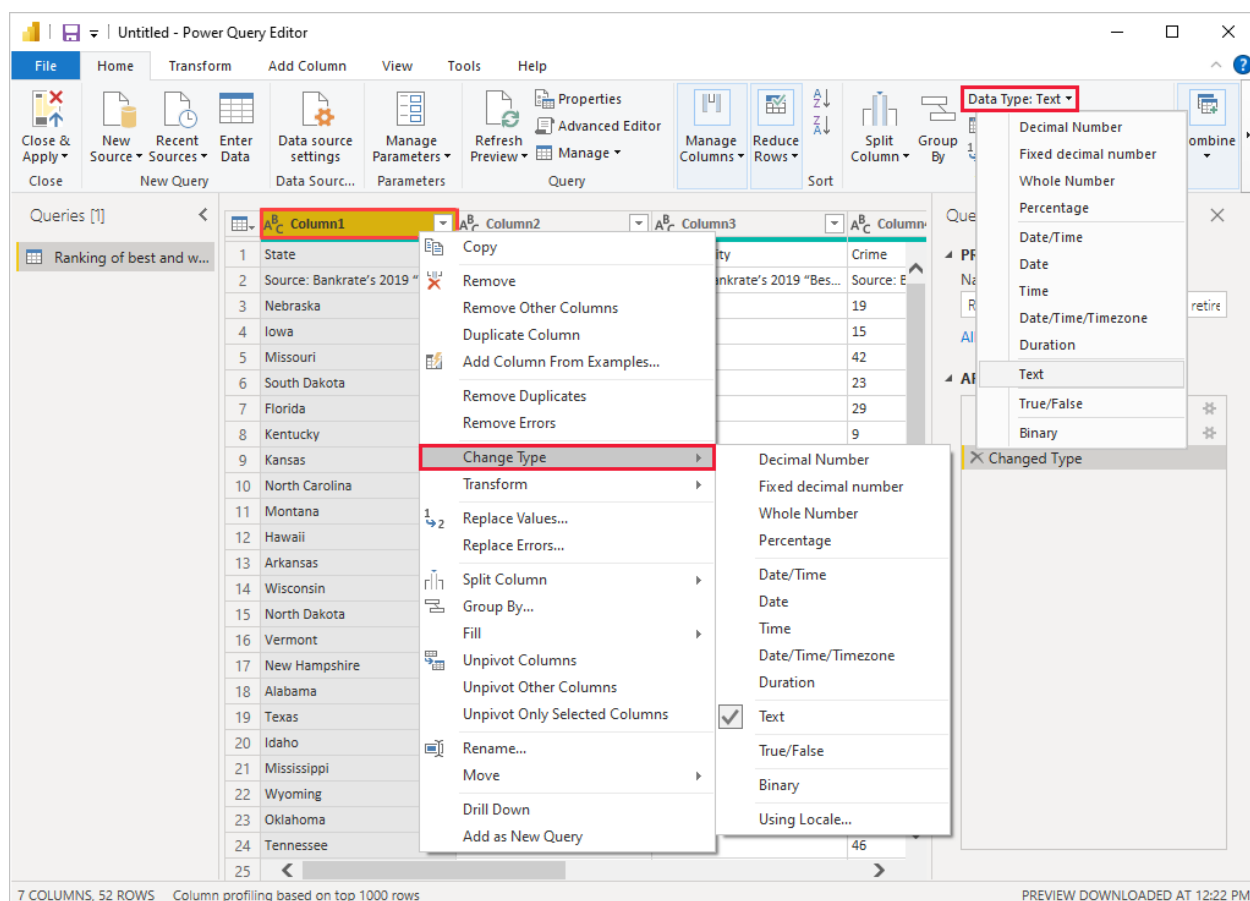 Untitled - Power Query Editor
File Home Transform Add Column View Tools Help
Close & Apply
New Source
Recent Sources
Enter Data
Data source settings
Manage Parameters
Refresh Preview
Properties
Advanced Editor
Manage
Manage Columns
Reduce Rows
Split Column
Group By
Data Type: Text
ombine
Close
New Query
Data Sourc...
Parameters
Query
Sort
Decimal Number
Fixed decimal number
Whole Number
Percentage
Date/Time
Date
Time
Date/Time/Timezone
Duration
Text
True/False
Binary
Queries [1]
Ranking of best and w...
Column1 Column2 Column3 Column
1 State ity Crime
2 Source: Bankrate's 2019 " nkrate's 2019 "Bes... Source: B
3 Nebraska 19
4 Iowa 15
5 Missouri 42
6 South Dakota 23
7 Florida 29
8 Kentucky 9
9 Kansas
10 North Carolina
11 Montana
12 Hawaii
13 Arkansas
14 Wisconsin
15 North Dakota
16 Vermont
17 New Hampshire
18 Alabama
19 Texas
20 Idaho
21 Mississippi
22 Wyoming
23 Oklahoma
24 Tennessee 46
25
Copy
Remove
Remove Other Columns
Duplicate Column
Add Column From Examples...
Remove Duplicates
Remove Errors
Change Type
Transform
Replace Values...
Replace Errors...
Split Column
Group By...
Fill
Unpivot Columns
Unpivot Other Columns
Unpivot Only Selected Columns
Rename...
Move
Drill Down
Add as New Query
Decimal Number
Fixed decimal number
Whole Number
Percentage
Date/Time
Date
Time
Date/Time/Timezone
Duration
Text
True/False
Binary
Using Locale...
Que
PR
Na
R retire
Al
AP
Changed Type
7 COLUMNS, 52 ROWS Column profiling based on top 1000 rows
PREVIEW DOWNLOADED AT 12:22 PM